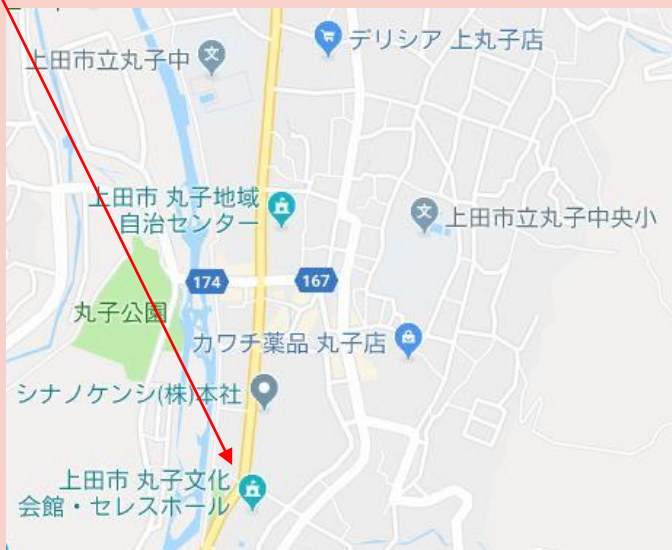 デリシア 上丸子店
上田市立丸子中
上田市 丸子地域
自治センター
上田市立丸子中央小
174
167
丸子公園
カワチ薬品 丸子店
シナノケンシ(株)本社
上田市 丸子文化
会館・セレスホール